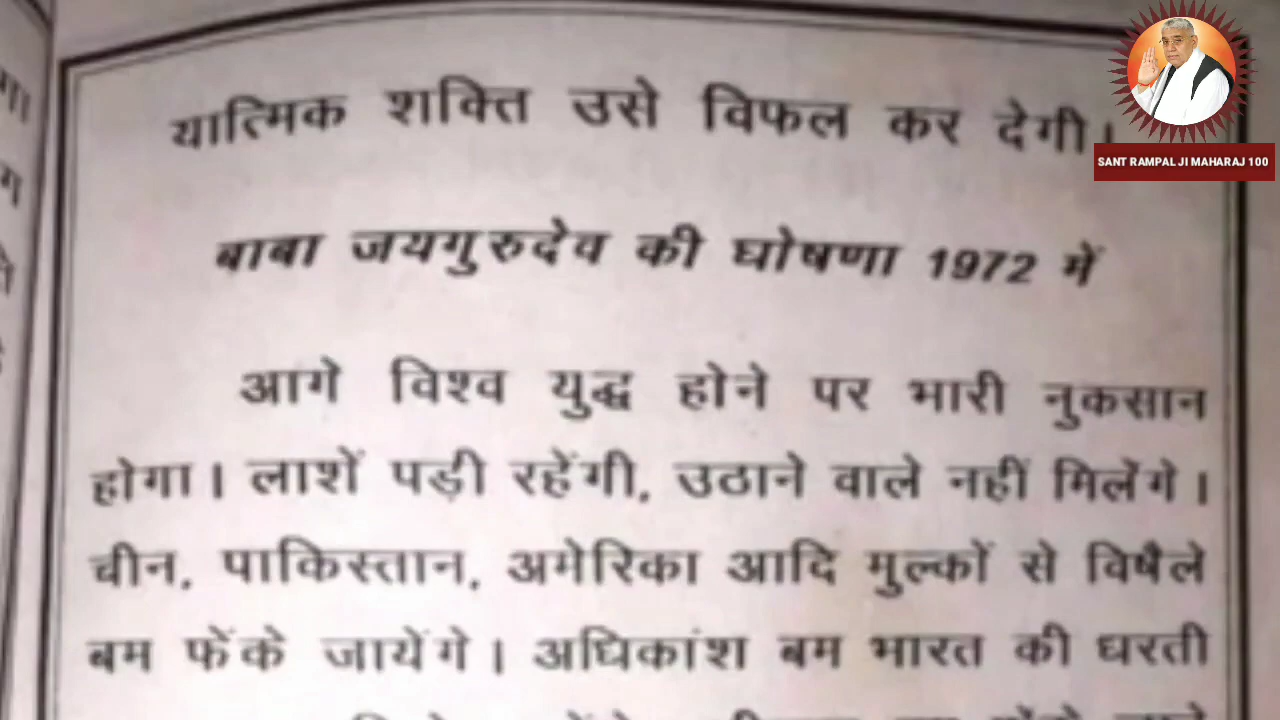 यात्मिक शक्ति उसे विफल कर देगी।
SANT RAMPAL JI MAHARAJ 100
बाबा जयगुरुदेव की घोषणा 1972 में
आगे विश्व युद्ध होने पर भारी नुकसान
होगा। लाशें पड़ी रहेंगी, उठाने वाले नहीं मिलेंगे।
चीन, पाकिस्तान, अमेरिका आदि मुल्कों से विषैले
बम फेंके जायेंगे। अधिकांश बम भारत की धरती